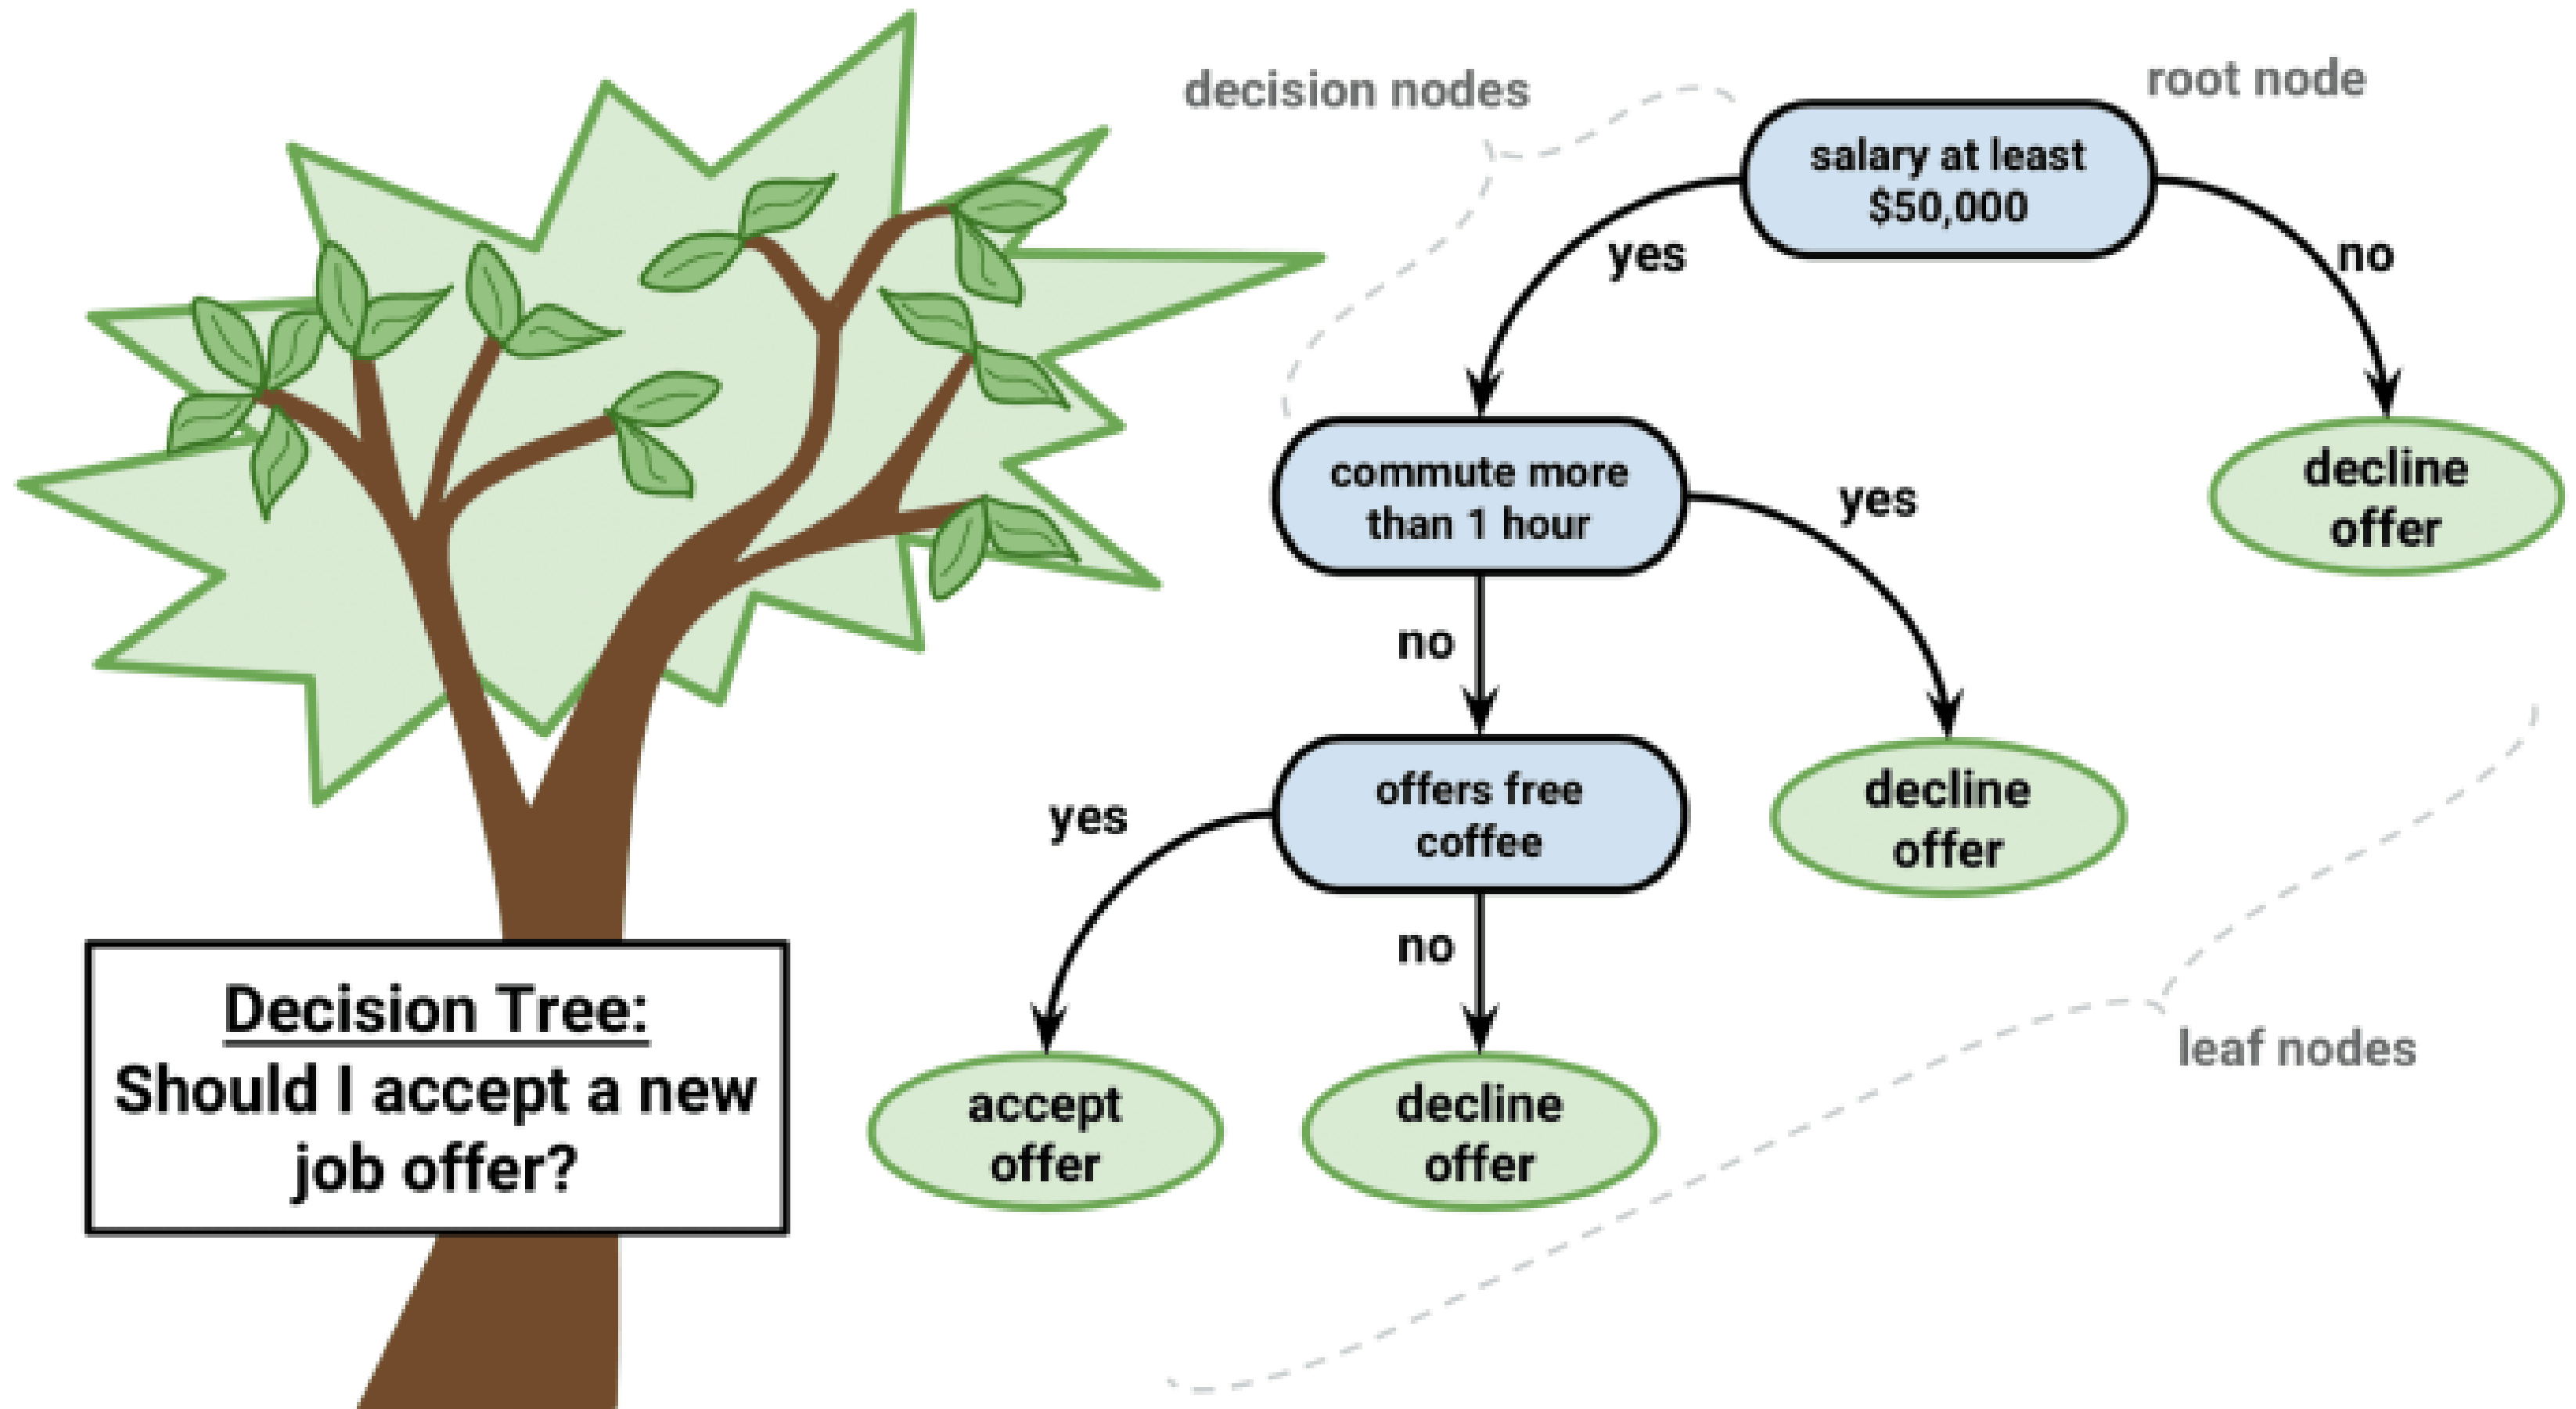 decision nodes
root node
salary at least
$50,000
yes
no
commute more
than 1 hour
yes
decline
offer
no
offers free
coffee
yes
decline
offer
no
accept
offer
decline
offer
leaf nodes
Decision Tree:
Should I accept a new
job offer?